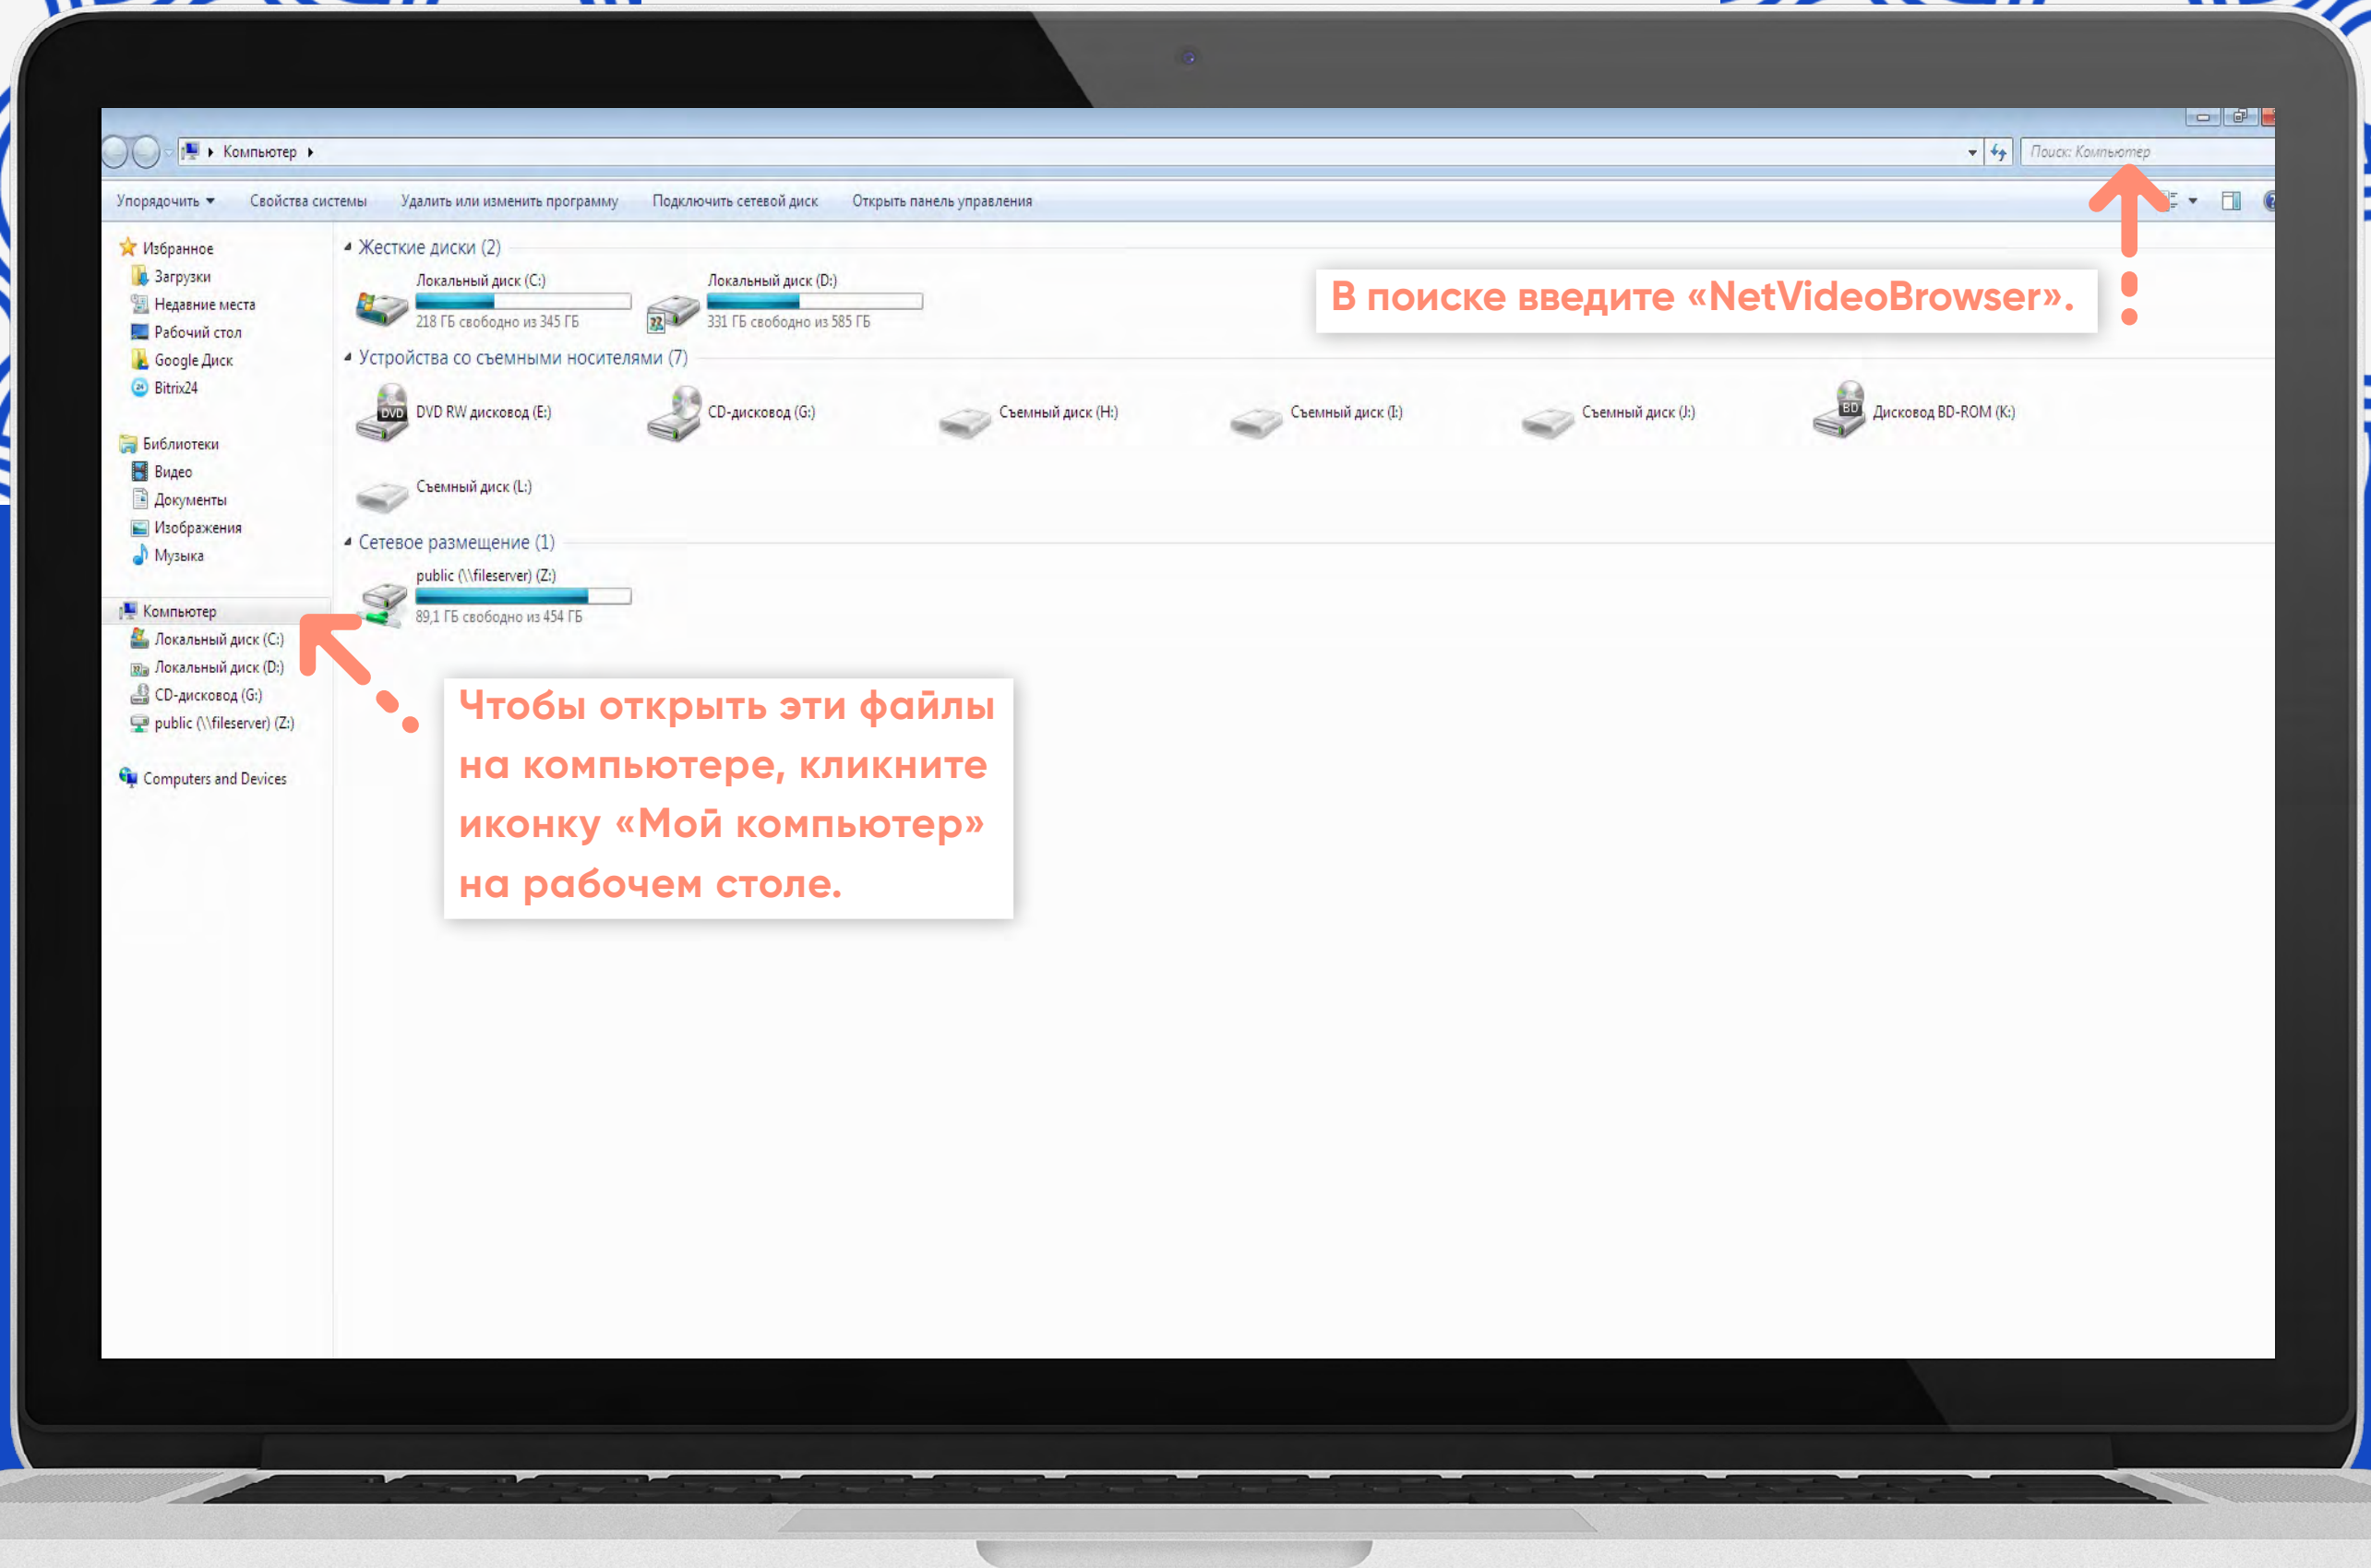 Компьютер
Поиск: Компьютер
Упорядочить
Свойства системы
Удалить или изменить программу
Подключить сетевой диск
Открыть панель управления
Избранное
Загрузки
Недавние места
Рабочий стол
Google Диск
Bitrix24
Библиотеки
Видео
Документы
Изображения
Музыка
Компьютер
Локальный диск (C:)
Локальный диск (D:)
CD-дисковод (G:)
public (\\fileserver) (Z:)
Computers and Devices
Жесткие диски (2)
Локальный диск (C:)
218 ГБ свободно из 345 ГБ
Локальный диск (D:)
331 ГБ свободно из 585 ГБ
В поиске введите «NetVideoBrowser».
Устройства со съемными носителями (7)
DVD
DVD RW дисковод (E:)
CD-дисковод (G:)
Съемный диск (H:)
Съемный диск (I:)
Съемный диск (J:)
BD
Дисковод BD-ROM (K:)
Съемный диск (L:)
Сетевое размещение (1)
public (\\fileserver) (Z:)
89,1 ГБ свободно из 454 ГБ
Чтобы открыть эти файлы
на компьютере, кликните
иконку «Мой компьютер»
на рабочем столе.